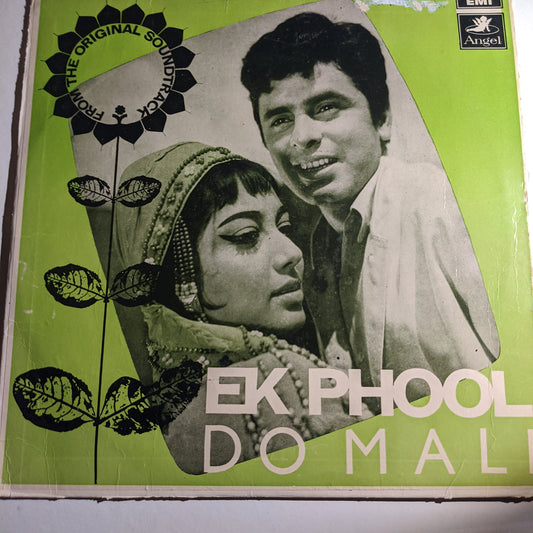 FROM THE ORIGINAL SOUNDTRACK
EMI
Angel
EK PHOOL
DO MALI